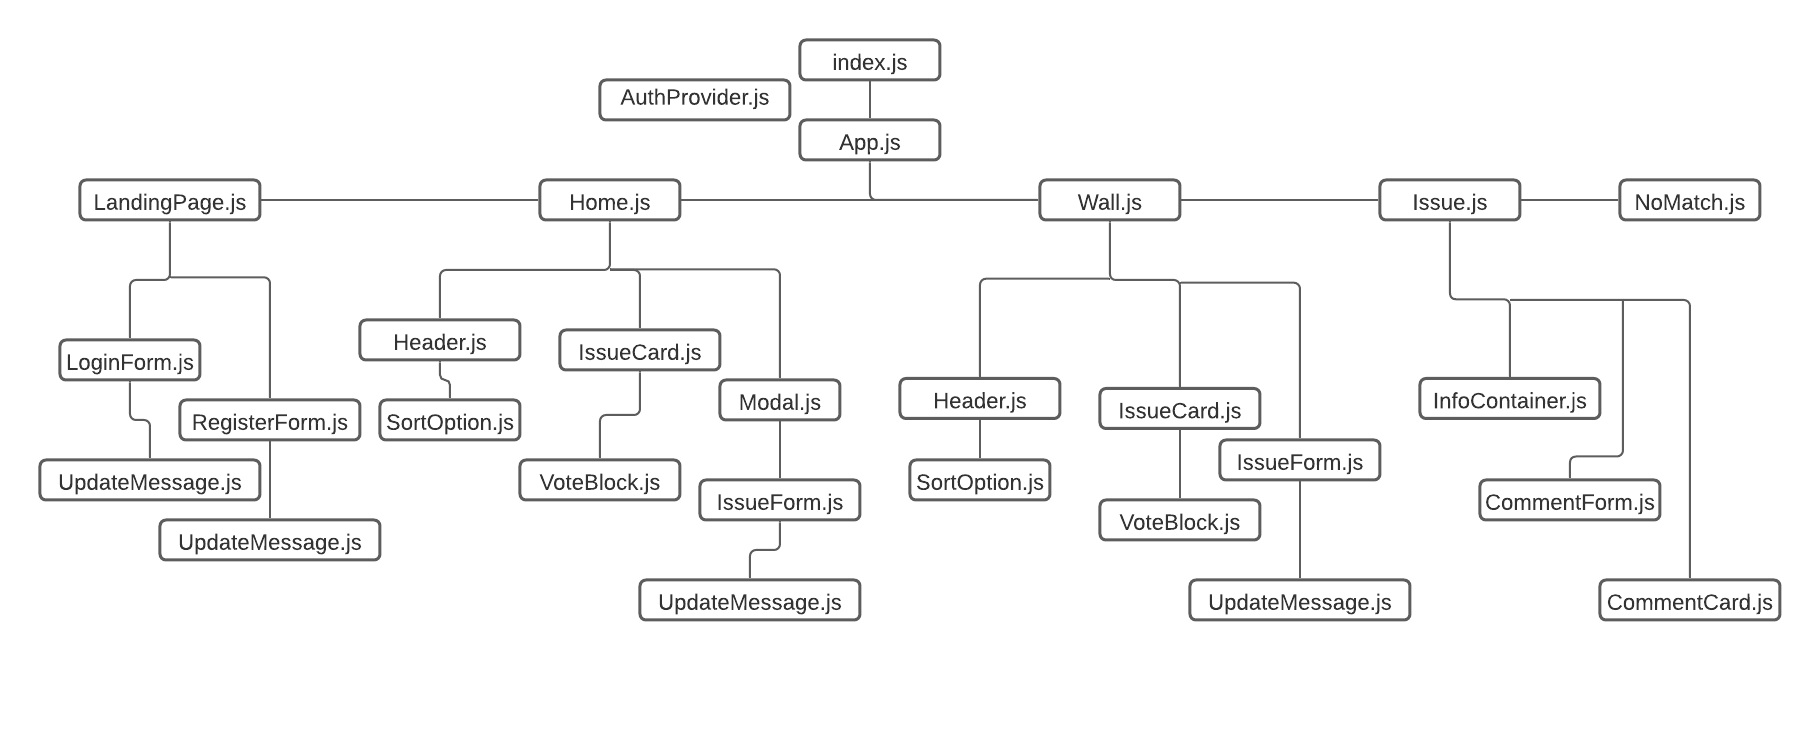 index.js
AuthProvider.js
App.js
LandingPage.js
Home.js
Wall.js
Issue.js
NoMatch.js
LoginForm.js
RegisterForm.js
UpdateMessage.js
UpdateMessage.js
Header.js
SortOption.js
IssueCard.js
VoteBlock.js
Modal.js
IssueForm.js
UpdateMessage.js
Header.js
SortOption.js
IssueCard.js
VoteBlock.js
IssueForm.js
UpdateMessage.js
InfoContainer.js
CommentForm.js
CommentCard.js